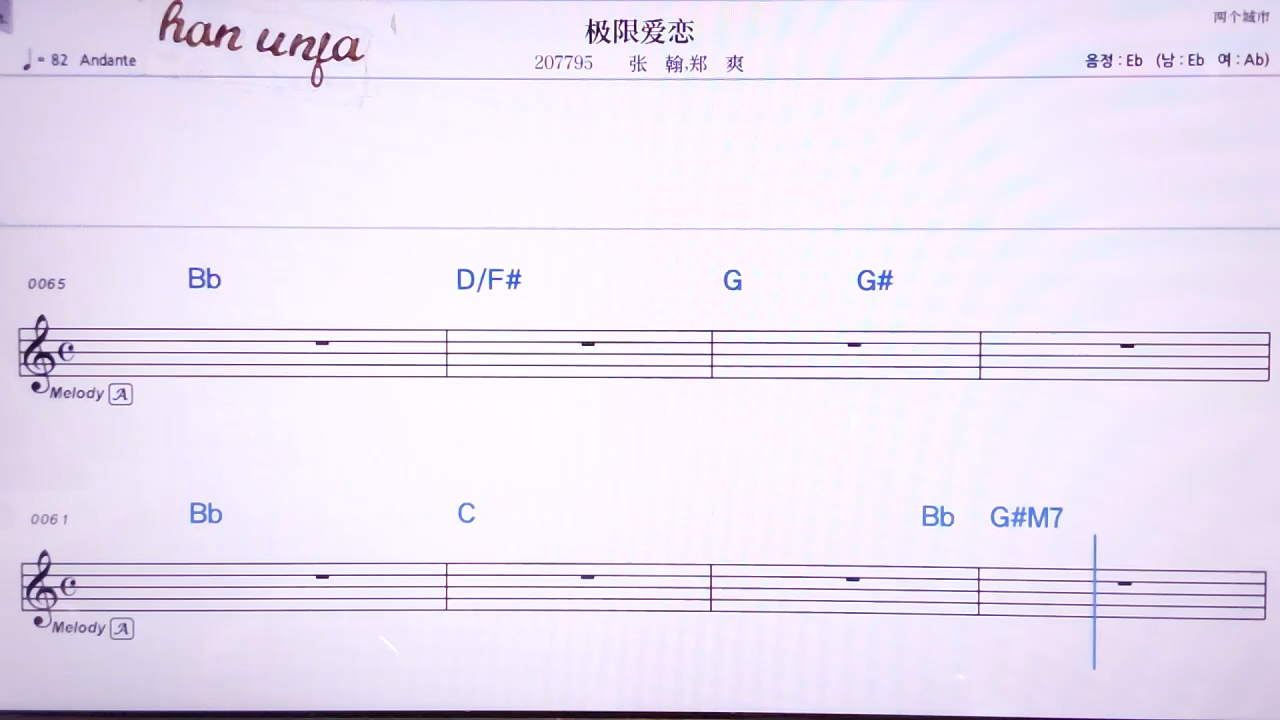 han unfa
极限爱恋
两个城市
♩= 82 Andante
207795 张 翰,郑 爽
음정 : Eb (남 : Eb 여 : Ab)
0065 Bb D/F# G G#
Melody A
0061 Bb C Bb G#M7
Melody A